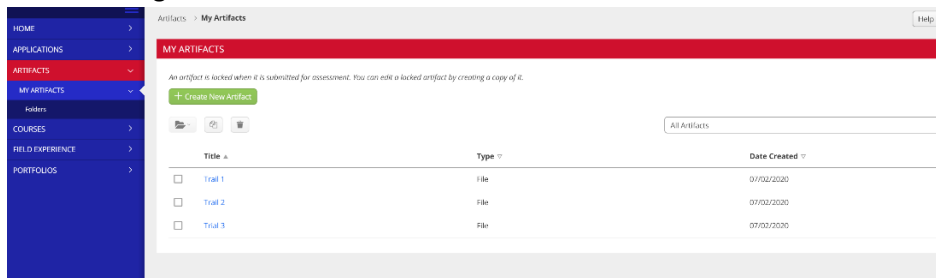 Artifacts > My Artifacts
Help
HOME
APPLICATIONS
ARTIFACTS
MY ARTIFACTS
Folders
COURSES
FIELD EXPERIENCE
PORTFOLIOS
MY ARTIFACTS
An artifact is locked when it is submitted for assessment. You can edit a locked artifact by creating a copy of it.
+ Create New Artifact
All Artifacts
Title Type Date Created
Trail 1 File 07/02/2020
Trail 2 File 07/02/2020
Trial 3 File 07/02/2020